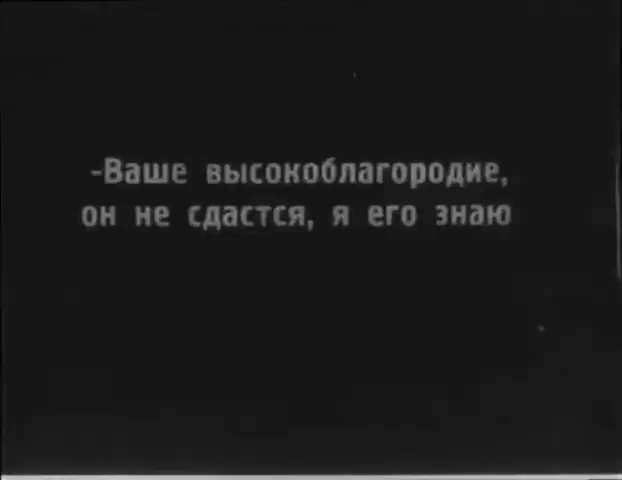 -Ваше высокоблагородие,
он не сдастся, я его знаю